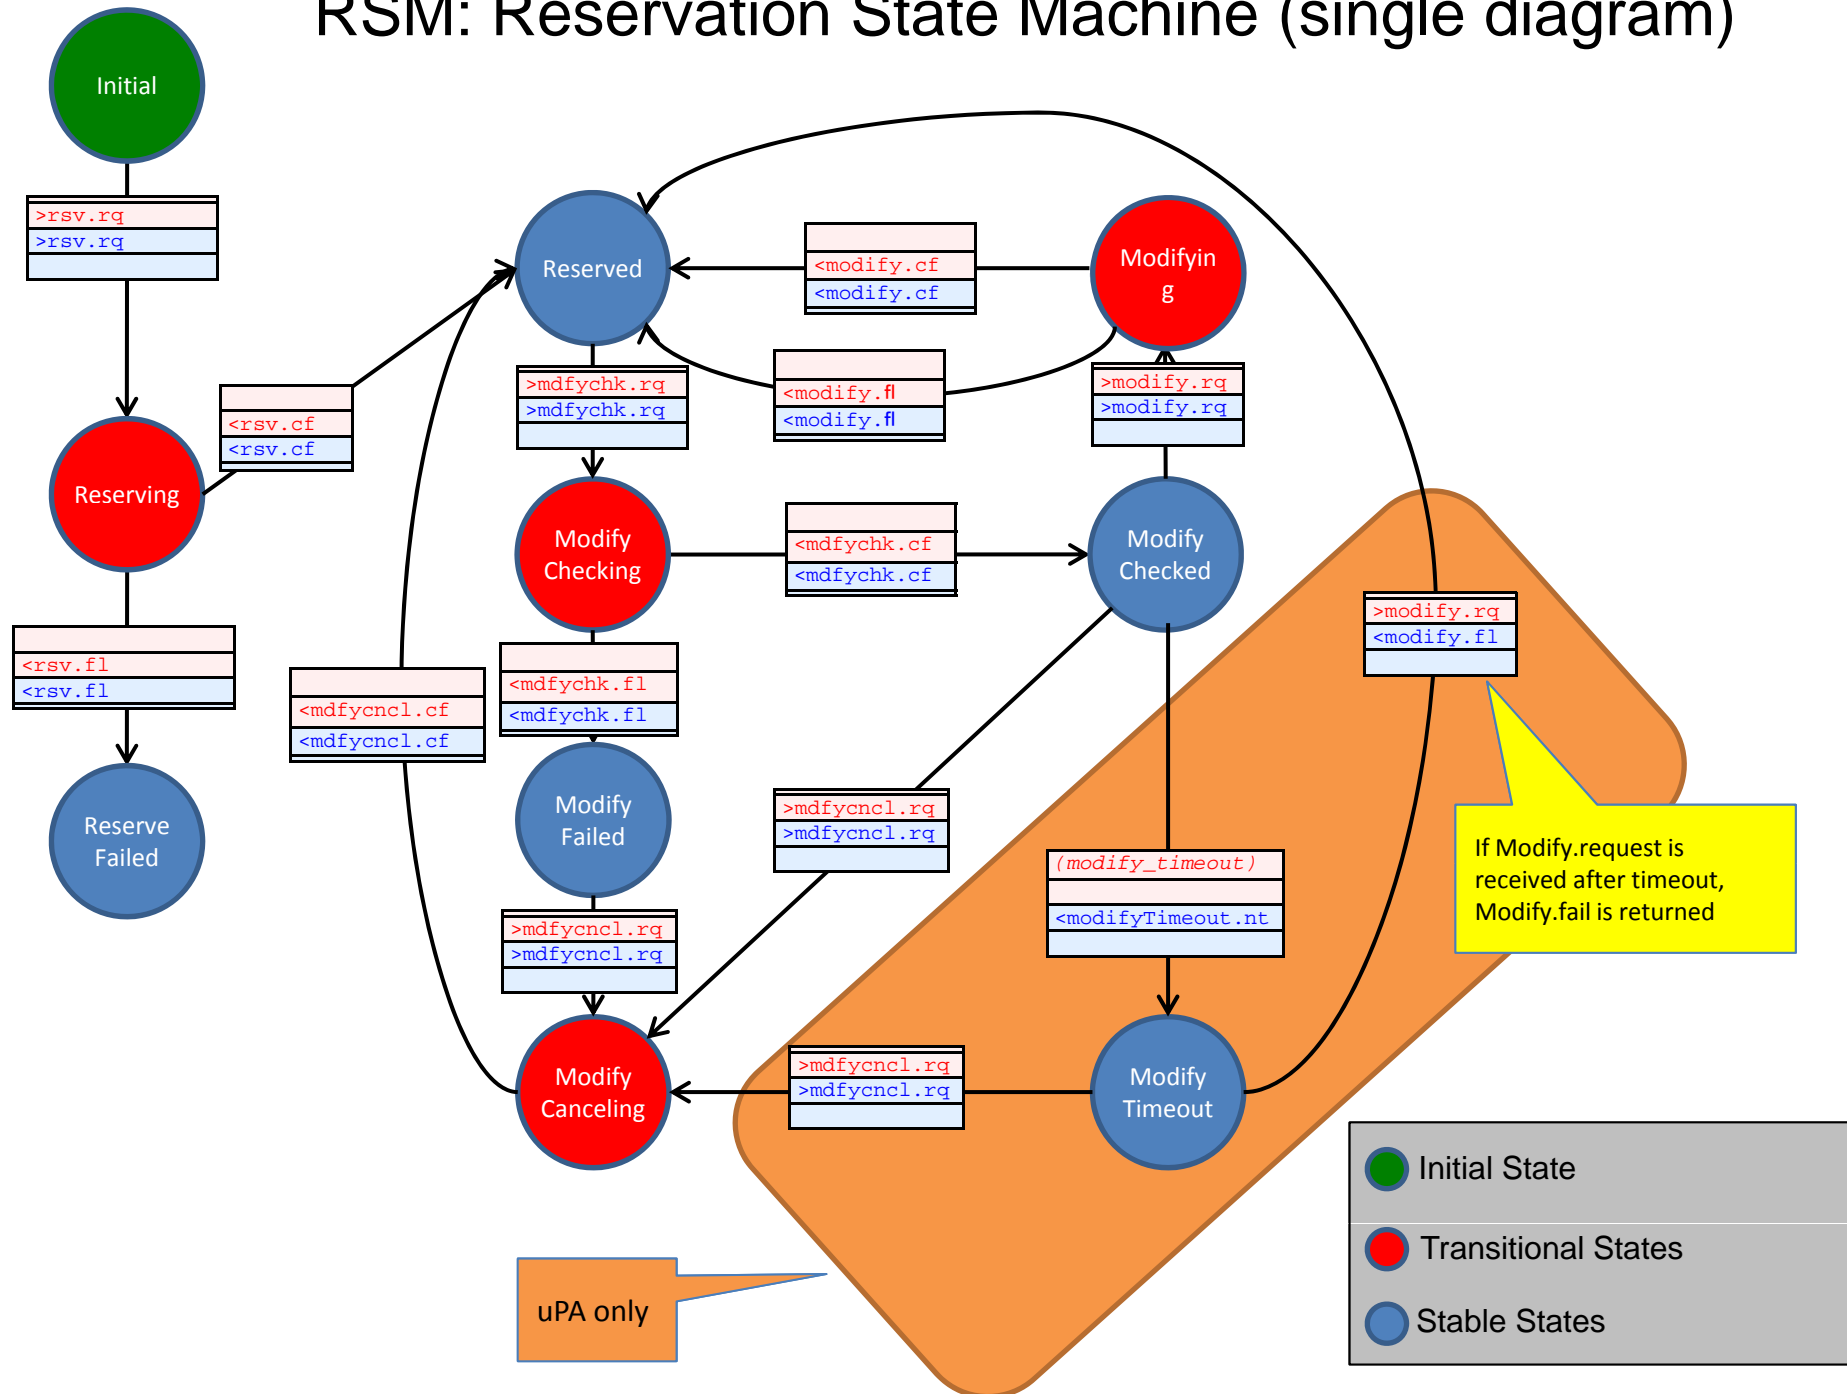 RSM: Reservation State Machine (single diagram)
Initial
>rsv.rq
>rsv.rq
Reserved
<modify.cf
<modify.cf
Modifyin
g
>mdfychk.rq
>mdfychk.rq
<modify.fl
<modify.fl
>modify.rq
>modify.rq
<rsv.cf
<rsv.cf
Reserving
Modify
Checking
<mdfychk.cf
<mdfychk.cf
Modify
Checked
>modify.rq
<modify.fl
<rsv.fl
<rsv.fl
<mdfycncl.cf
<mdfycncl.cf
<mdfychk.fl
<mdfychk.fl
Reserve
Failed
Modify
Failed
>mdfycncl.rq
>mdfycncl.rq
(modify_timeout)
<modifyTimeout.nt
If Modify.request is
received after timeout,
Modify.fail is returned
>mdfycncl.rq
>mdfycncl.rq
Modify
Canceling
>mdfycncl.rq
>mdfycncl.rq
Modify
Timeout
uPA only
Initial State
Transitional States
Stable States